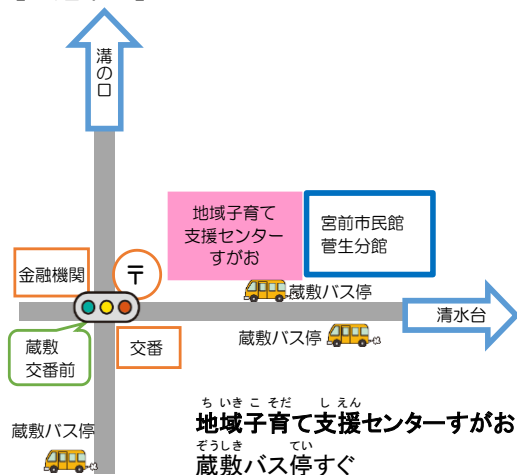 溝の口
地域子育て
支援センター
すがお
宮前市民館
菅生分館
金融機関
〒
蔵敷バス停
清水台
蔵敷
交番前
交番
蔵敷バス停
蔵敷バス停
ちいきこそだ しえん
地域子育て支援センターすがお
ぞうしき てい
蔵敷バス停すぐ